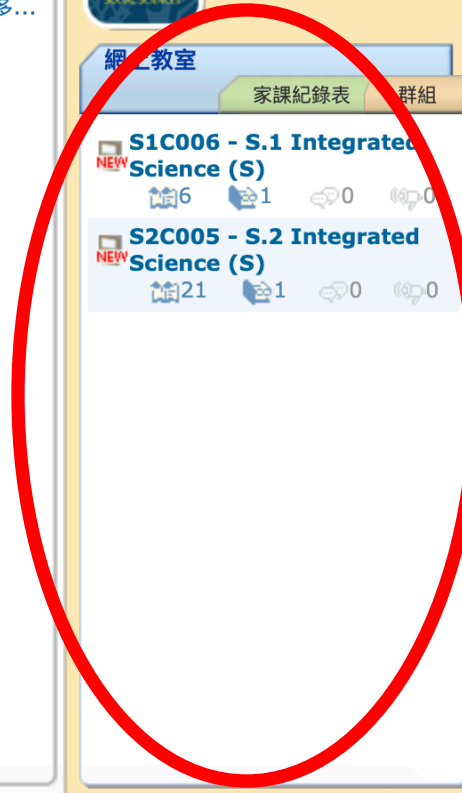 多...
網上教室
家課紀錄表 群組
S1C006 - S.1 Integrated
NEW Science (S)
6 1 0 0
S2C005 - S.2 Integrated
NEW Science (S)
21 1 0 0